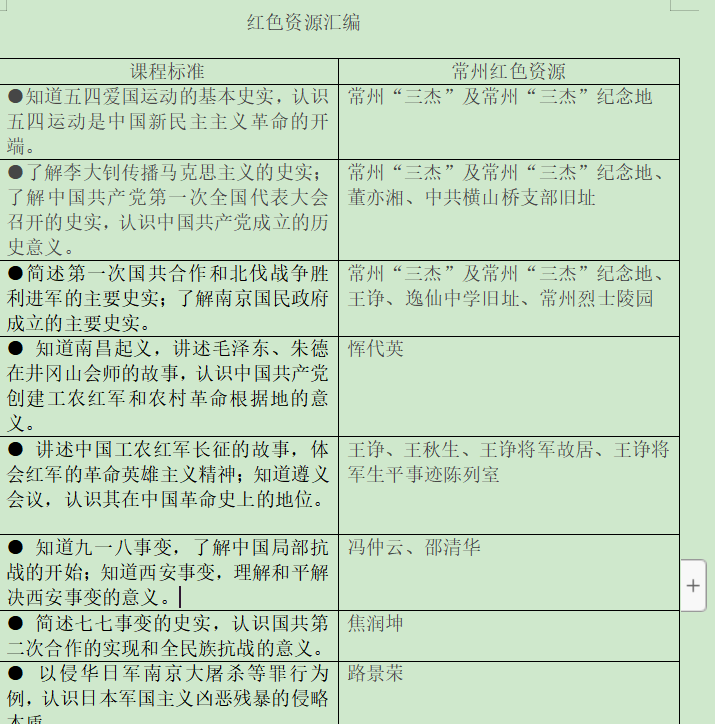 红色资源汇编
课程标准
常州红色资源
●知道五四爱国运动的基本史实，认识
五四运动是中国新民主主义革命的开
端。
常州“三杰”及常州“三杰”纪念地
●了解李大钊传播马克思主义的史实；
了解中国共产党第一次全国代表大会
召开的史实，认识中国共产党成立的历
史意义。
常州“三杰”及常州“三杰”纪念地、
董亦湘、中共横山桥支部旧址
●简述第一次国共合作和北伐战争胜
利进军的主要史实；了解南京国民政府
成立的主要史实。
常州“三杰”及常州“三杰”纪念地、
王诤、逸仙中学旧址、常州烈士陵园
● 知道南昌起义，讲述毛泽东、朱德
在井冈山会师的故事，认识中国共产党
创建工农红军和农村革命根据地的意
义。
恽代英
● 讲述中国工农红军长征的故事，体
会红军的革命英雄主义精神；知道遵义
会议，认识其在中国革命史上的地位。
王诤、王秋生、王诤将军故居、王诤将
军生平事迹陈列室
● 知道九一八事变，了解中国局部抗
战的开始；知道西安事变，理解和平解
决西安事变的意义。
冯仲云、邵清华
● 简述七七事变的史实，认识国共第
二次合作的实现和全民族抗战的意义。
焦润坤
● 以侵华日军南京大屠杀等罪行为
例，认识日本军国主义凶恶残暴的侵略
本质
路景荣